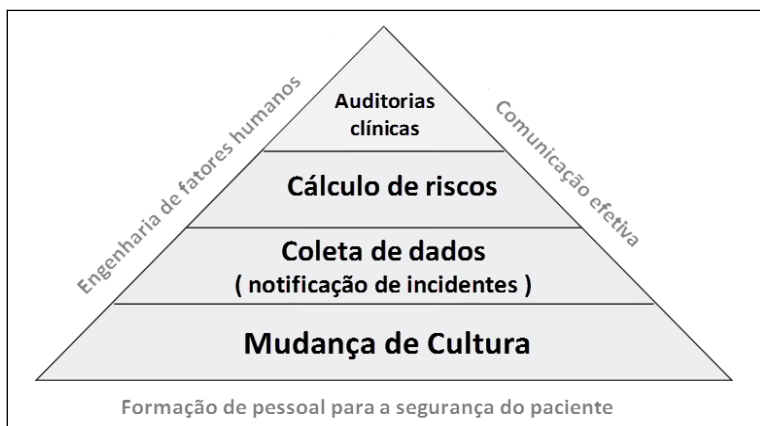 Auditorias
clínicas
Engenharia de fatores humanos
Comunicação efetiva
Cálculo de riscos
Coleta de dados
( notificação de incidentes )
Mudança de Cultura
Formação de pessoal para a segurança do paciente